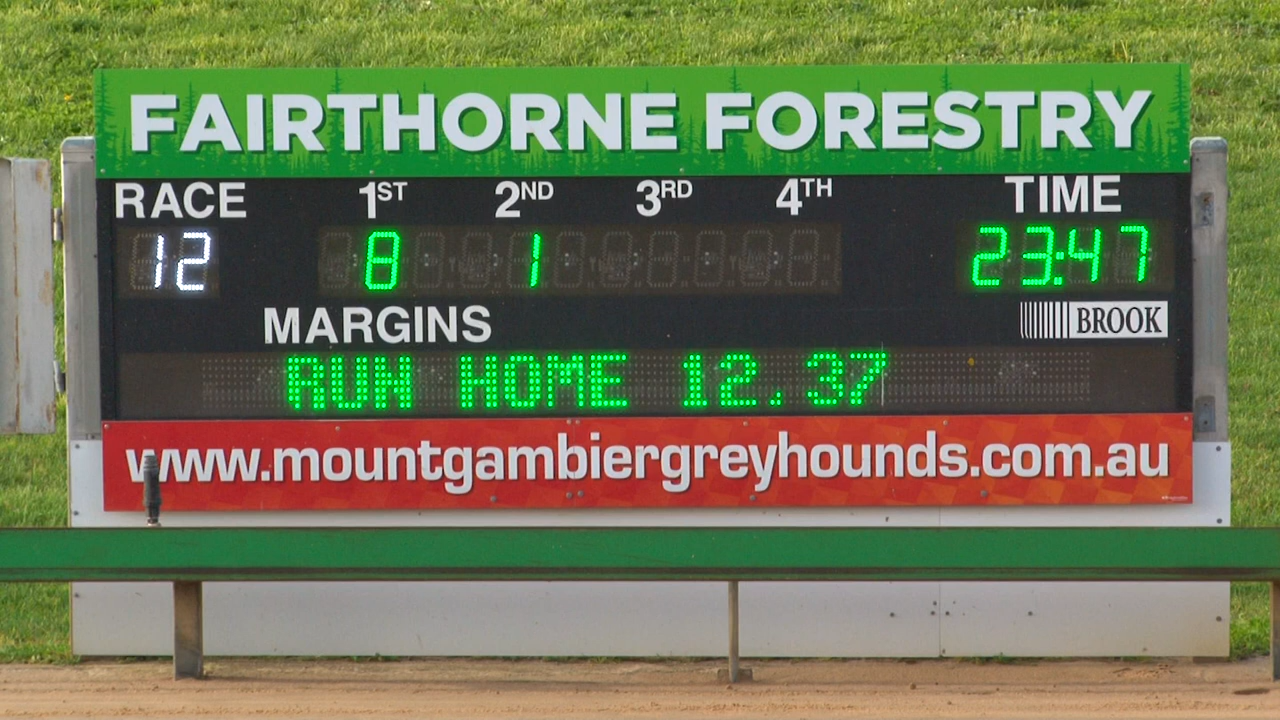 FAIRTHORNE FORESTRY
RACE 1ST 2ND 3RD 4TH TIME
12 8 1 23:47
MARGINS
BROOK
RUN HOME 12.37
www.mountgambiergreyhounds.com.au